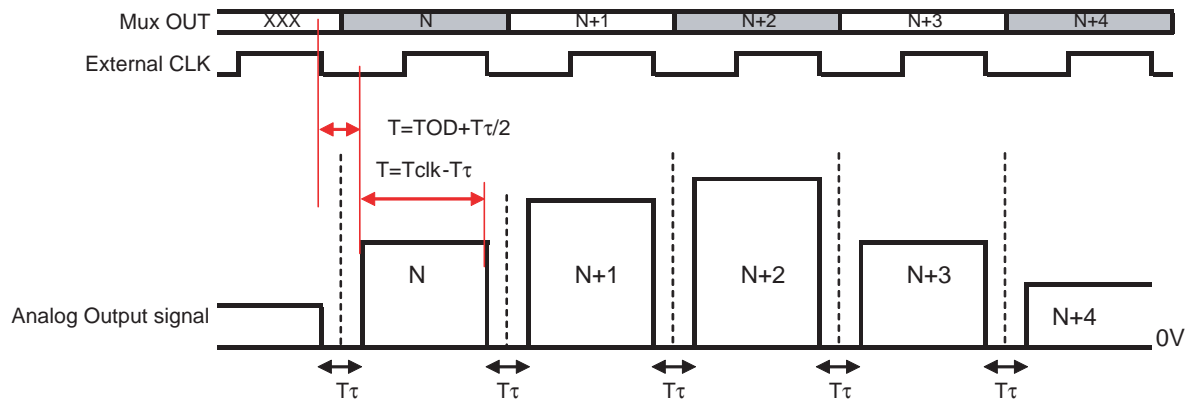 Mux OUT XXX N N+1 N+2 N+3 N+4
External CLK
T=TOD+Tτ/2
T=Tclk-Tτ
N N+1 N+2 N+3 N+4
Analog Output signal 0V
Tτ Tτ Tτ Tτ Tτ